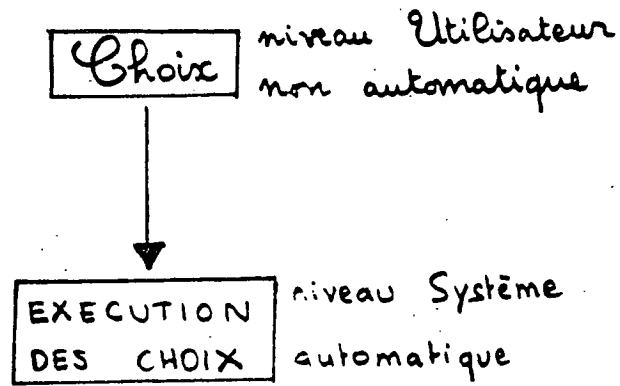 Choix
niveau Utilisateur
non automatique
EXECUTION
DES CHOIX
niveau Système
automatique